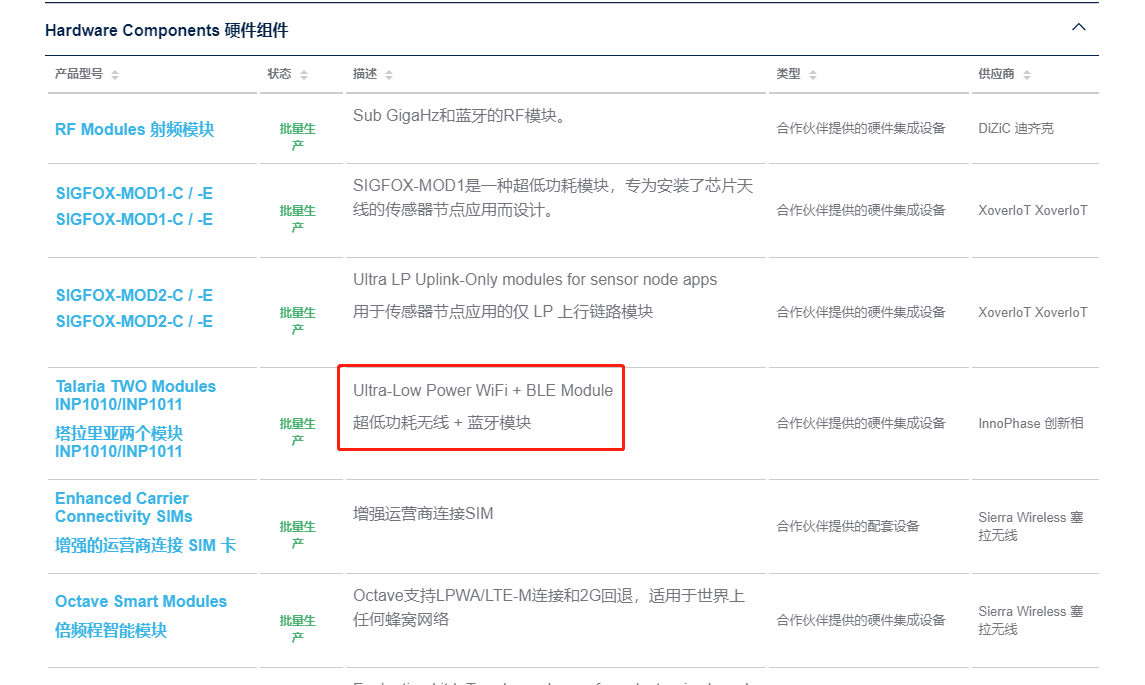 Hardware Components 硬件组件
产品型号 状态 描述 类型 供应商
RF Modules 射频模块
批量生
产
Sub GigaHz和蓝牙的RF模块。
合作伙伴提供的硬件集成设备
DiZiC 迪齐克
SIGFOX-MOD1-C / -E
SIGFOX-MOD1-C / -E
批量生
产
SIGFOX-MOD1是一种超低功耗模块，专为安装了芯片天
线的传感器节点应用而设计。
合作伙伴提供的硬件集成设备
XoverIoT XoverIoT
SIGFOX-MOD2-C / -E
SIGFOX-MOD2-C / -E
批量生
产
Ultra LP Uplink-Only modules for sensor node apps
用于传感器节点应用的仅 LP 上行链路模块
合作伙伴提供的硬件集成设备
XoverIoT XoverIoT
Talaria TWO Modules
INP1010/INP1011
塔拉里亚两个模块
INP1010/INP1011
批量生
产
Ultra-Low Power WiFi + BLE Module
超低功耗无线 + 蓝牙模块
合作伙伴提供的硬件集成设备
InnoPhase 创新相
Enhanced Carrier
Connectivity SIMs
增强的运营商连接 SIM 卡
批量生
产
增强运营商连接SIM
合作伙伴提供的配套设备
Sierra Wireless 塞
拉无线
Octave Smart Modules
倍频程智能模块
批量生
产
Octave支持LPWA/LTE-M连接和2G回退，适用于世界上
任何蜂窝网络
合作伙伴提供的硬件集成设备
Sierra Wireless 塞
拉无线